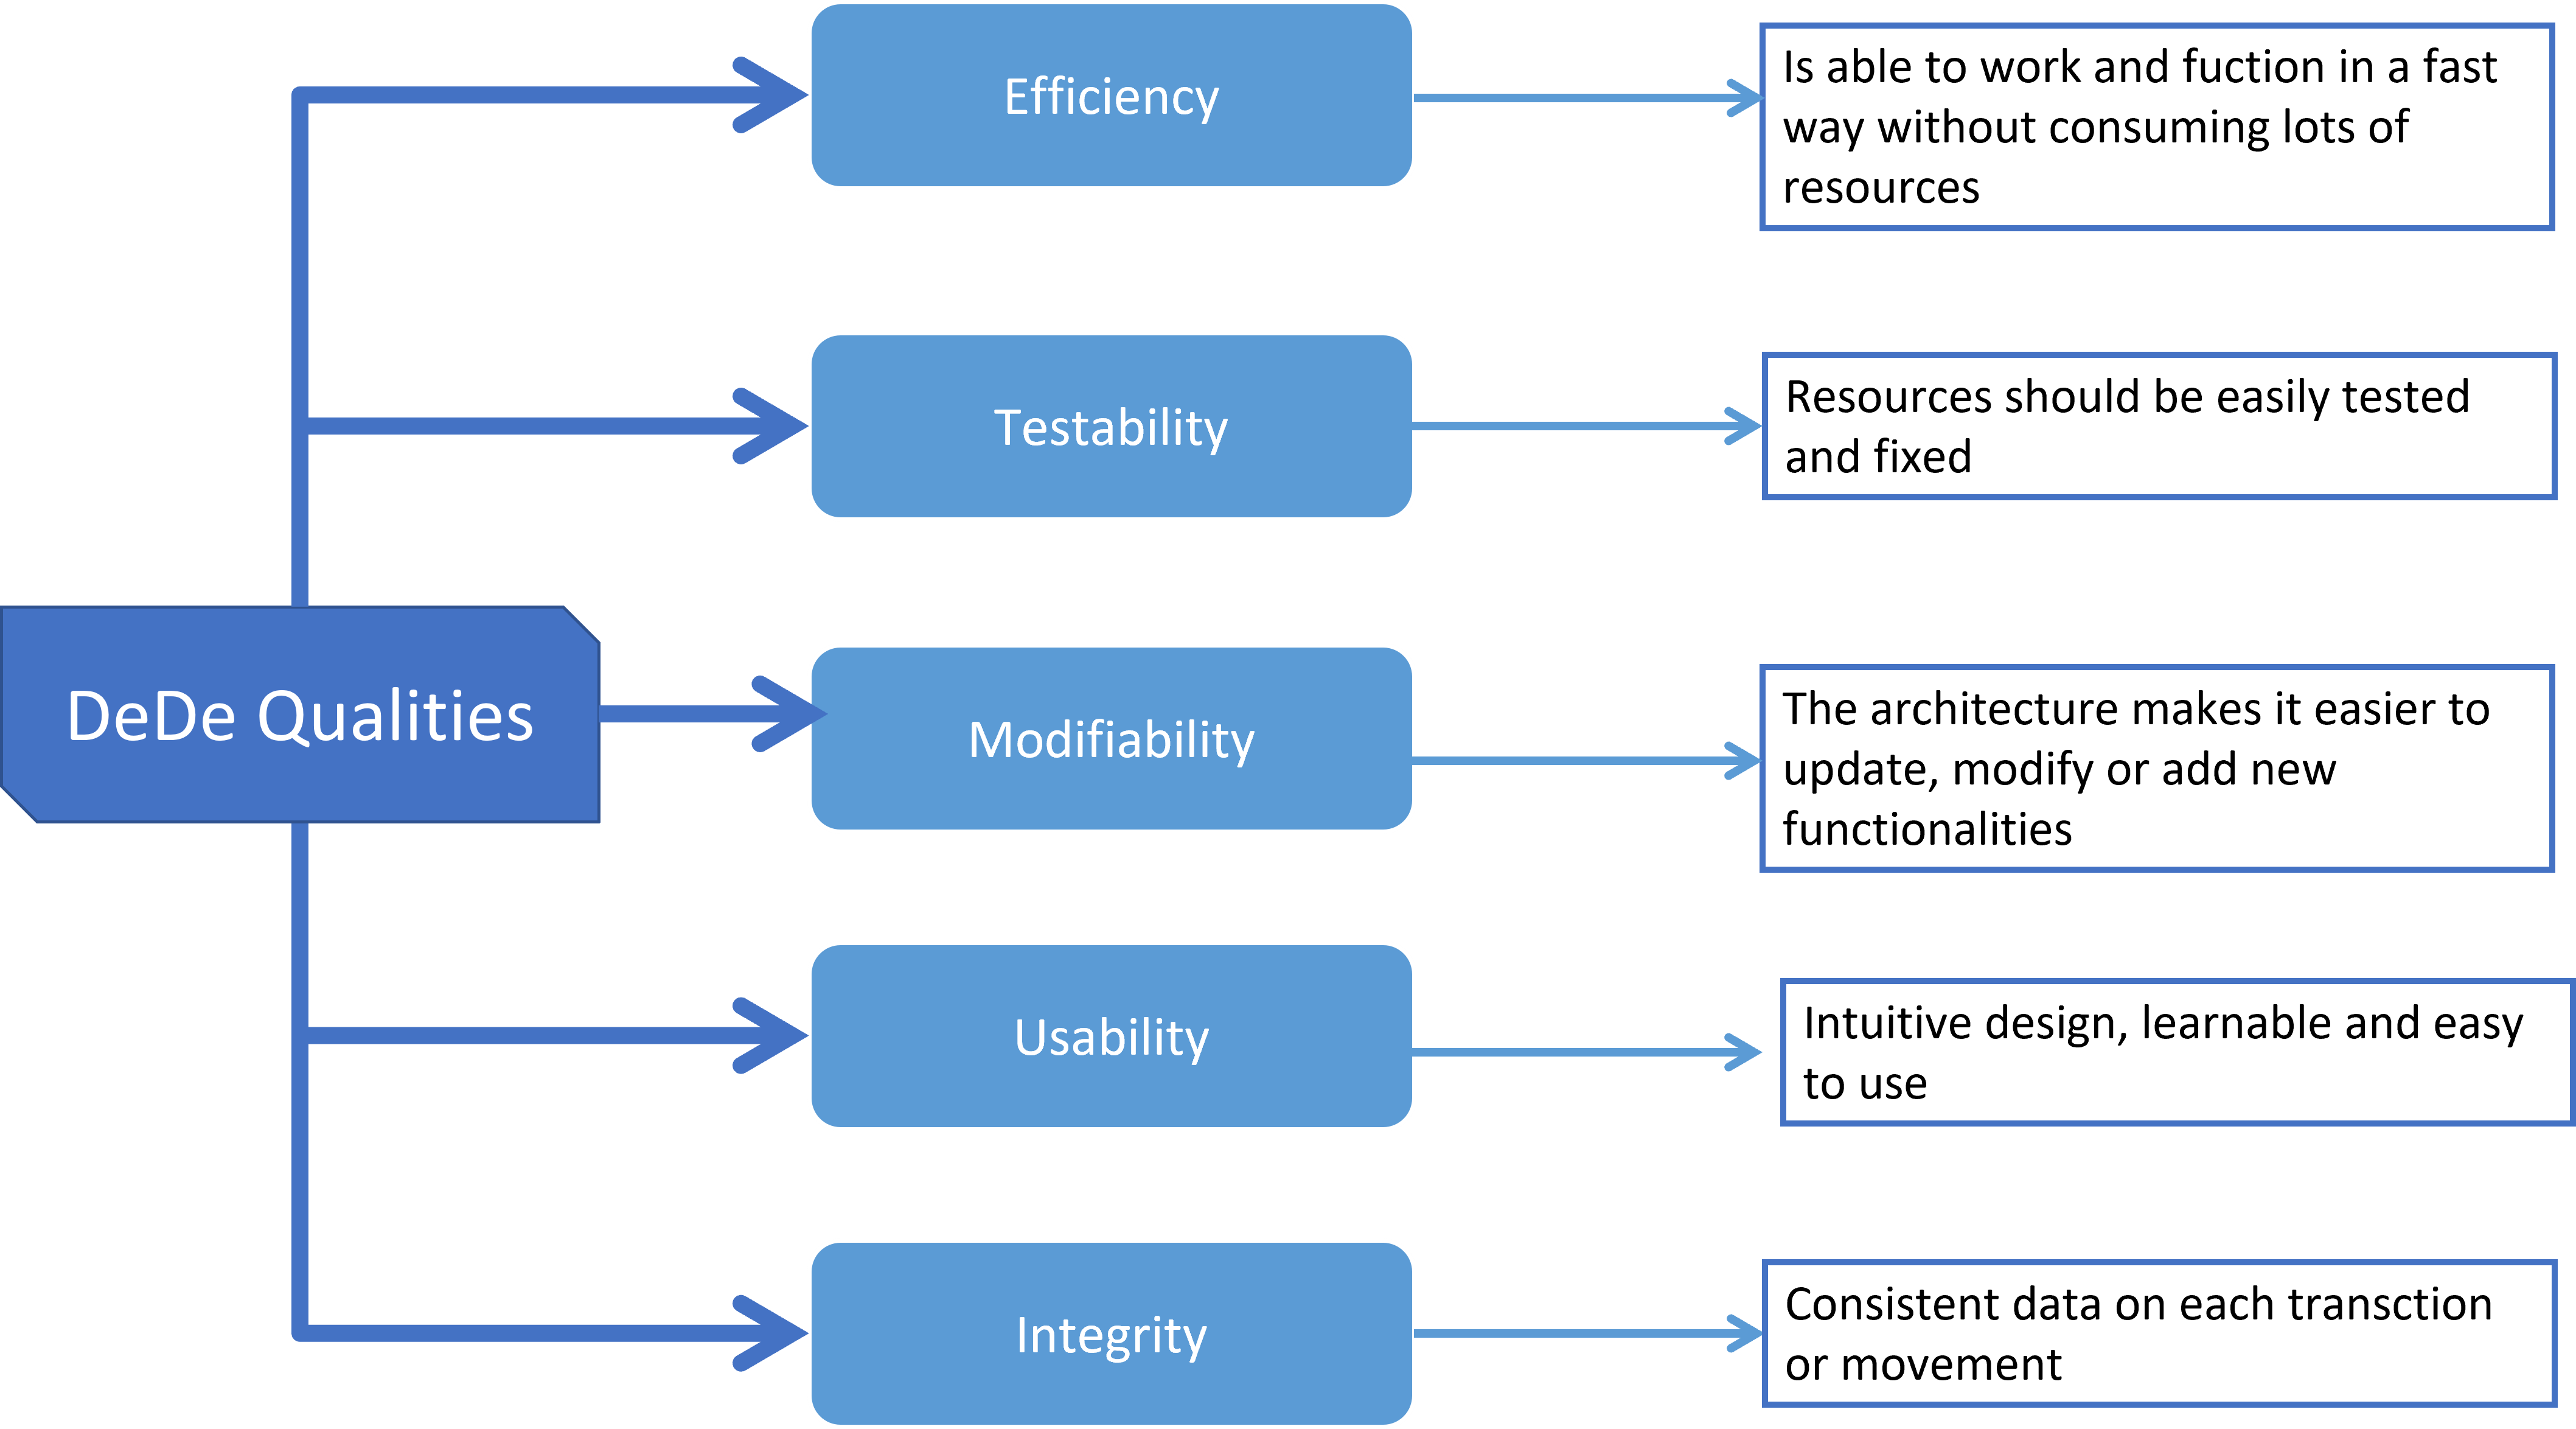 Efficiency
Is able to work and fuction in a fast
way without consuming lots of
resources
Testability
Resources should be easily tested
and fixed
DeDe Qualities
Modifiability
The architecture makes it easier to
update, modify or add new
functionalities
Usability
Intuitive design, learnable and easy
to use
Integrity
Consistent data on each transction
or movement